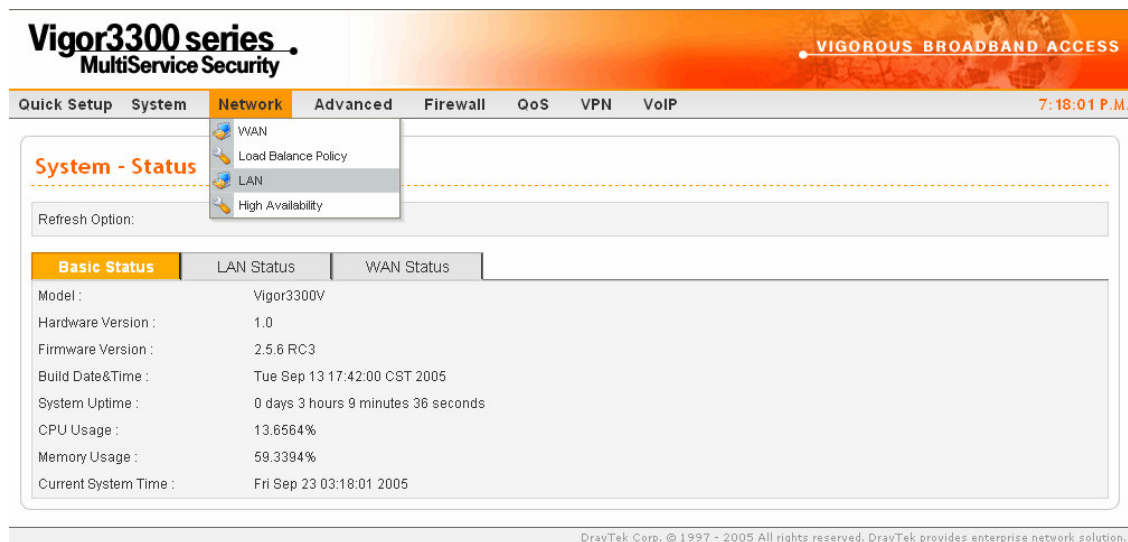 Vigor3300 series
MultiService Security
VIGOROUS BROADBAND ACCESS
Quick Setup System Network Advanced Firewall QoS VPN VoIP 7:18:01 P.M.
WAN
Load Balance Policy
LAN
High Availability
System - Status
Refresh Option:
Basic Status LAN Status WAN Status
Model : Vigor3300V
Hardware Version : 1.0
Firmware Version : 2.5.6 RC3
Build Date&Time : Tue Sep 13 17:42:00 CST 2005
System Uptime : 0 days 3 hours 9 minutes 36 seconds
CPU Usage : 13.6564%
Memory Usage : 59.3394%
Current System Time : Fri Sep 23 03:18:01 2005
DrayTek Corp. © 1997 - 2005 All rights reserved. DrayTek provides enterprise network solution.